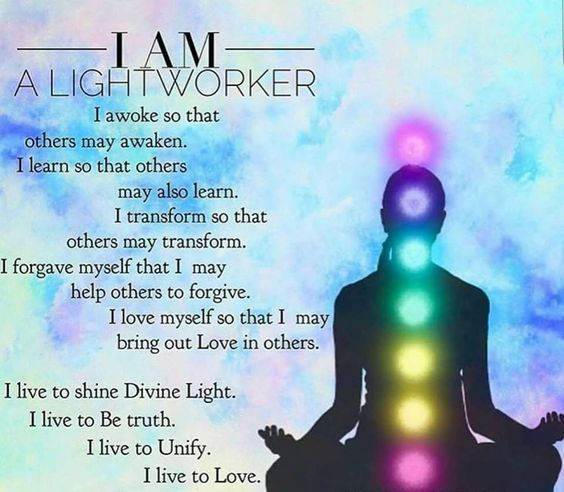 I AM
A LIGHTWORKER
I awoke so that
others may awaken.
I learn so that others
may also learn.
I transform so that
others may transform.
I forgave myself that I may
help others to forgive.
I love myself so that I may
bring out Love in others.
I live to shine Divine Light.
I live to Be truth.
I live to Unify.
I live to Love.